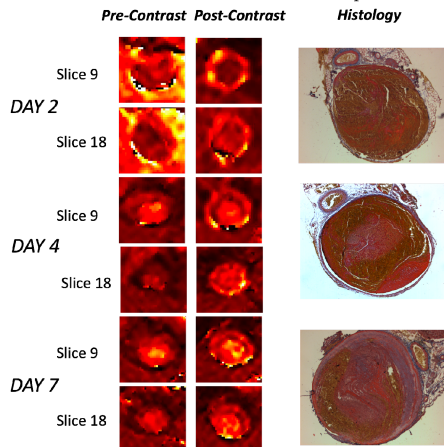 Pre-Contrast Post-Contrast Histology
Slice 9
DAY 2
Slice 18
Slice 9
DAY 4
Slice 18
Slice 9
DAY 7
Slice 18